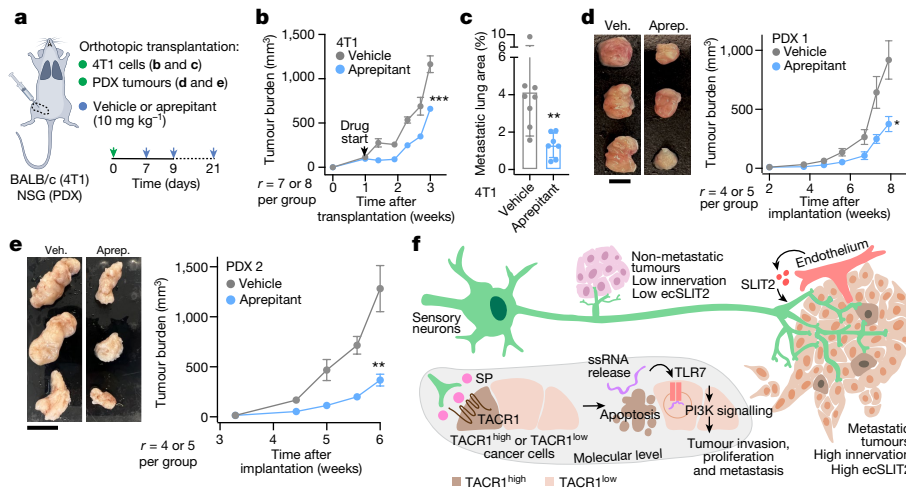 a
Orthotopic transplantation:
4T1 cells (b and c)
PDX tumours (d and e)
Vehicle or aprepitant
(10 mg kg⁻¹)
0 7 9 21
Time (days)
BALB/c (4T1)
NSG (PDX)
b
4T1
Vehicle
Aprepitant
Tumour burden (mm³)
1,500
1,000
500
0
Drug
start
***
0 1 2 3
Time after
transplantation (weeks)
r = 7 or 8
per group
c
Metastatic lung area (%)
10
8
6
4
2
0
**
4T1
Vehicle
Aprepitant
d
Veh. Aprep.
PDX 1
Vehicle
Aprepitant
Tumour burden (mm³)
1,000
500
0
*
2 4 6 8
Time after
implantation (weeks)
r = 4 or 5
per group
e
Veh. Aprep.
PDX 2
Vehicle
Aprepitant
Tumour burden (mm³)
1,500
1,000
500
0
**
3 4 5 6
Time after
implantation (weeks)
r = 4 or 5
per group
f
Sensory
neurons
Non-metastatic
tumours
Low innervation
Low ecSLIT2
Endothelium
SLIT2
SP
TACR1
TACR1high or TACR1low
cancer cells
ssRNA
release
Apoptosis
TLR7
PI3K signalling
Tumour invasion,
proliferation
and metastasis
Molecular level
Metastatic
tumours
High innervation
High ecSLIT2
TACR1high TACR1low